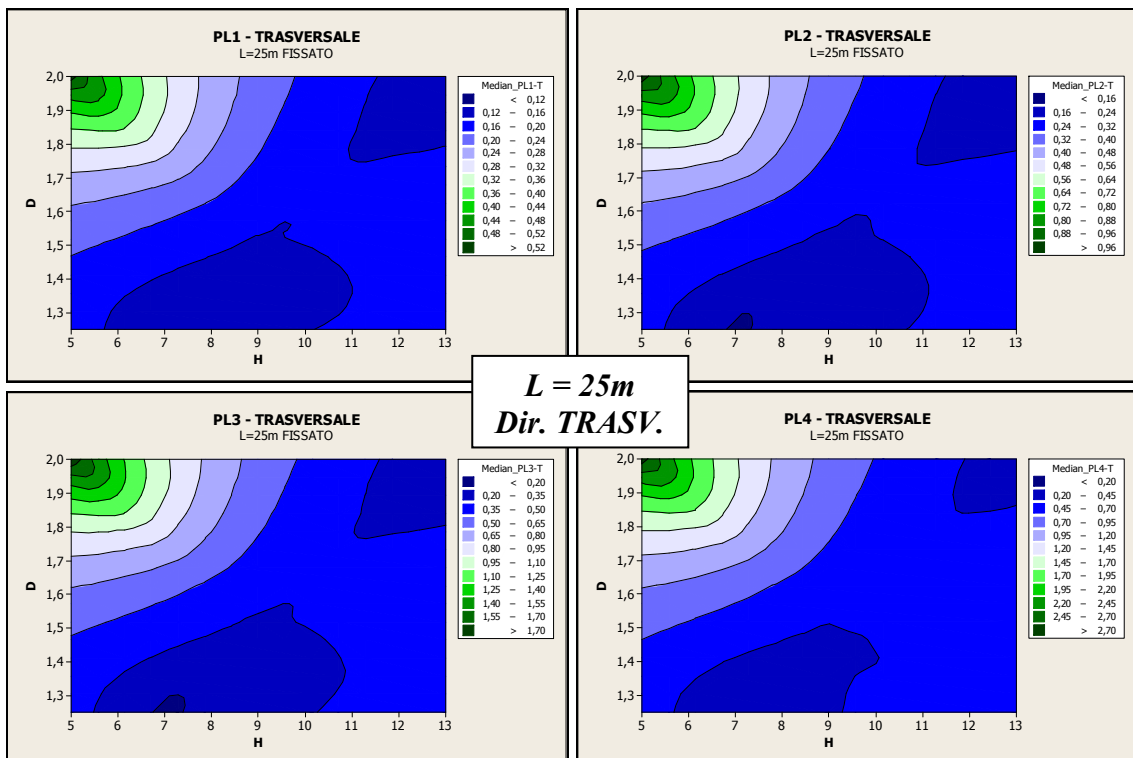 PL1 - TRASVERSALE
L=25m FISSATO
2,0
1,9
1,8
1,7
1,6
1,5
1,4
1,3
D
5 6 7 8 9 10 11 12 13
H
Median_PL1-T
< 0,12
0,12 – 0,16
0,16 – 0,20
0,20 – 0,24
0,24 – 0,28
0,28 – 0,32
0,32 – 0,36
0,36 – 0,40
0,40 – 0,44
0,44 – 0,48
0,48 – 0,52
> 0,52
PL2 - TRASVERSALE
L=25m FISSATO
2,0
1,9
1,8
1,7
1,6
1,5
1,4
1,3
D
5 6 7 8 9 10 11 12 13
H
Median_PL2-T
< 0,16
0,16 – 0,24
0,24 – 0,32
0,32 – 0,40
0,40 – 0,48
0,48 – 0,56
0,56 – 0,64
0,64 – 0,72
0,72 – 0,80
0,80 – 0,88
0,88 – 0,96
> 0,96
L = 25m
Dir. TRASV.
PL3 - TRASVERSALE
L=25m FISSATO
2,0
1,9
1,8
1,7
1,6
1,5
1,4
1,3
D
5 6 7 8 9 10 11 12 13
H
Median_PL3-T
< 0,20
0,20 – 0,35
0,35 – 0,50
0,50 – 0,65
0,65 – 0,80
0,80 – 0,95
0,95 – 1,10
1,10 – 1,25
1,25 – 1,40
1,40 – 1,55
1,55 – 1,70
> 1,70
PL4 - TRASVERSALE
L=25m FISSATO
2,0
1,9
1,8
1,7
1,6
1,5
1,4
1,3
D
5 6 7 8 9 10 11 12 13
H
Median_PL4-T
< 0,20
0,20 – 0,45
0,45 – 0,70
0,70 – 0,95
0,95 – 1,20
1,20 – 1,45
1,45 – 1,70
1,70 – 1,95
1,95 – 2,20
2,20 – 2,45
2,45 – 2,70
> 2,70